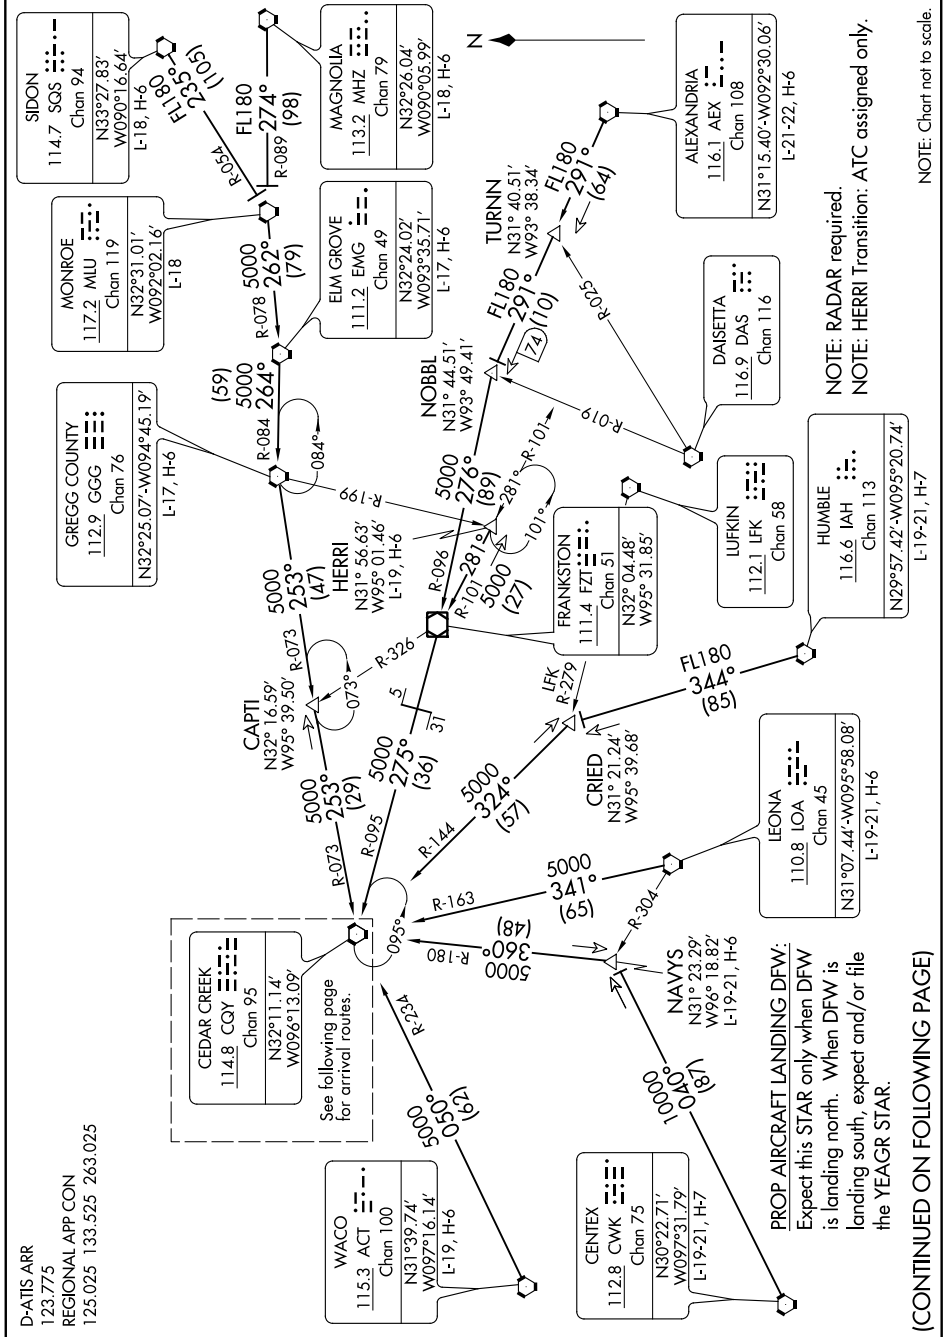 D-ATIS ARR
123.775
REGIONAL APP CON
125.025 133.525 263.025
SIDON
114.7 SQS
Chan 94
N33°27.83'
W090°16.64'
L-18, H-6
FL180
235°
(105)
R-054
MAGNOLIA
113.2 MHZ
Chan 79
N32°26.04'
W090°05.99'
L-18, H-6
FL180
274°
(98)
R-089
MONROE
117.2 MLU
Chan 119
N32°31.01'
W092°02.16'
L-18
5000
262°
(79)
R-078
ELM GROVE
111.2 EMG
Chan 49
N32°24.02'
W093°35.71'
L-17, H-6
(59)
5000
264°
R-084
084°
GREGG COUNTY
112.9 GGG
Chan 76
N32°25.07'-W094°45.19'
L-17, H-6
R-199
5000
253°
(47)
R-073
CAPTI
N32° 16.59'
W95° 39.50'
073°
R-326
5000
253°
(29)
R-073
N
ALEXANDRIA
116.1 AEX
Chan 108
N31°15.40'-W092°30.06'
L-21-22, H-6
FL180
291°
(64)
TURNN
N31° 40.51'
W93° 38.34'
FL180
291°
(10)
74
R-025
NOBBL
N31° 44.51'
W93° 49.41'
R-019
DAISETTA
116.9 DAS
Chan 116
5000
276°
(89)
R-096
HERRI
N31° 56.63'
W95° 01.46'
L-19, H-6
281°
R-101
101°
281°
R-101
5000
(27)
FRANKSTON
111.4 FZT
Chan 51
N32° 04.48'
W95° 31.85'
5
31
5000
275°
(36)
R-095
LUFKIN
112.1 LFK
Chan 58
LFK
R-279
HUMBLE
116.6 IAH
Chan 113
N29°57.42'-W095°20.74'
L-19-21, H-7
FL180
344°
(85)
CRIED
N31° 21.24'
W95° 39.68'
5000
324°
(57)
R-144
LEONA
110.8 LOA
Chan 45
N31°07.44'-W095°58.08'
L-19-21, H-6
5000
341°
(65)
R-163
R-304
NAVYS
N31° 23.29'
W96° 18.82'
L-19-21, H-6
5000
360°
(48)
R-180
CEDAR CREEK
114.8 CQY
Chan 95
N32°11.14'
W096°13.09'
See following page
for arrival routes.
095°
WACO
115.3 ACT
Chan 100
N31°39.74'
W097°16.14'
L-19, H-6
5000
050°
(62)
R-234
CENTEX
112.8 CWK
Chan 75
N30°22.71'
W097°31.79'
L-19-21, H-7
1000
040°
(87)
PROP AIRCRAFT LANDING DFW:
Expect this STAR only when DFW
is landing north. When DFW is
landing south, expect and/or file
the YEAGR STAR.
NOTE: RADAR required.
NOTE: HERRI Transition: ATC assigned only.
NOTE: Chart not to scale.
(CONTINUED ON FOLLOWING PAGE)